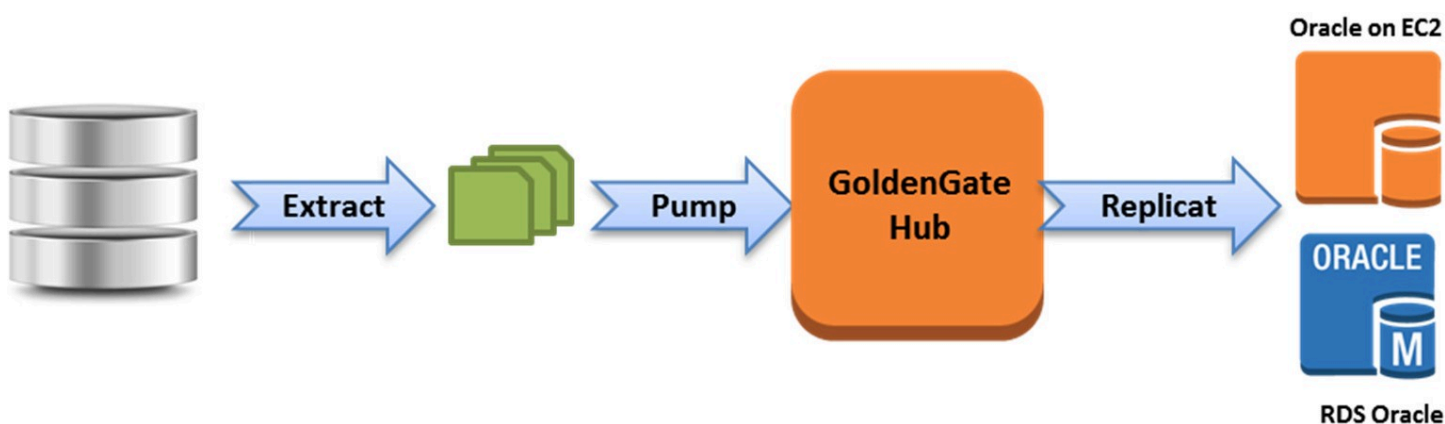 Oracle on EC2
Extract
Pump
GoldenGate
Hub
Replicat
ORACLE
M
RDS Oracle